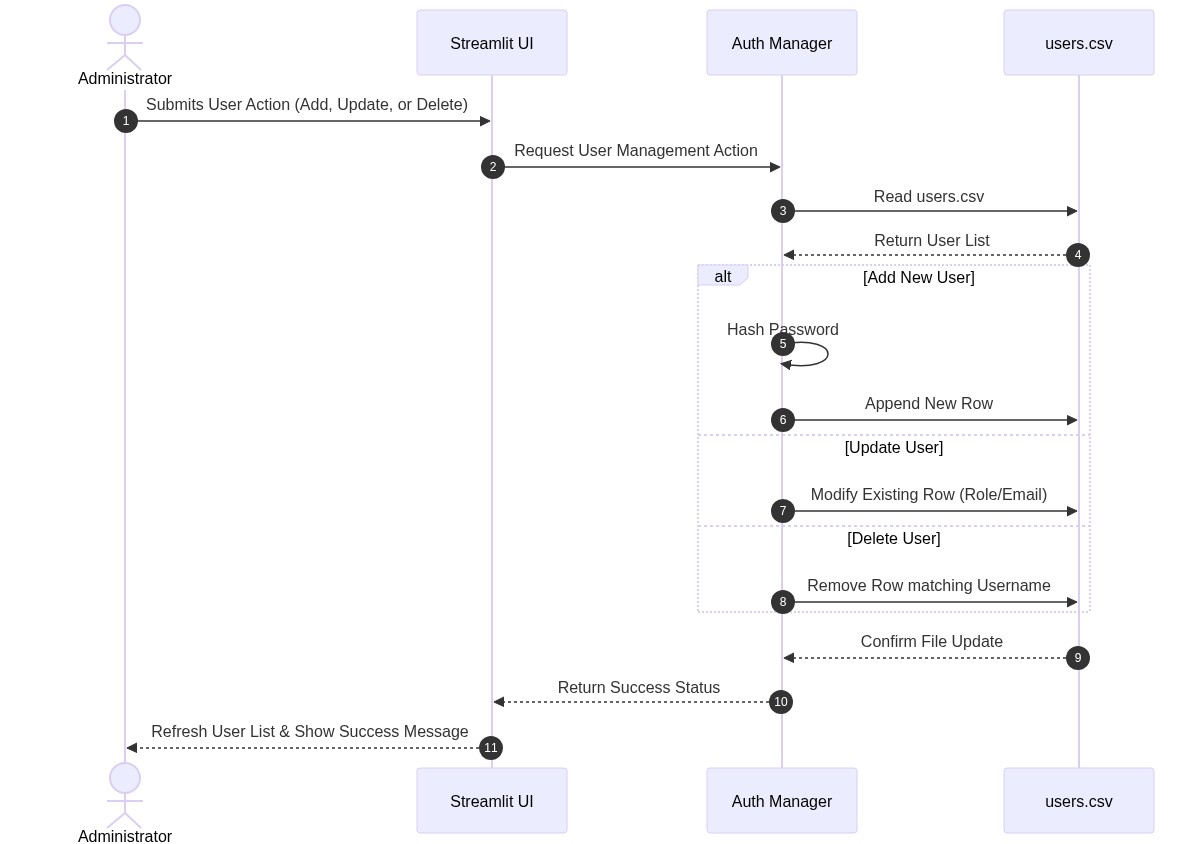 Administrator
Streamlit UI
Auth Manager
users.csv
1
Submits User Action (Add, Update, or Delete)
2
Request User Management Action
3
Read users.csv
Return User List
4
alt
[Add New User]
Hash Password
5
Append New Row
6
[Update User]
Modify Existing Row (Role/Email)
7
[Delete User]
Remove Row matching Username
8
Confirm File Update
9
Return Success Status
10
Refresh User List & Show Success Message
11
Administrator
Streamlit UI
Auth Manager
users.csv